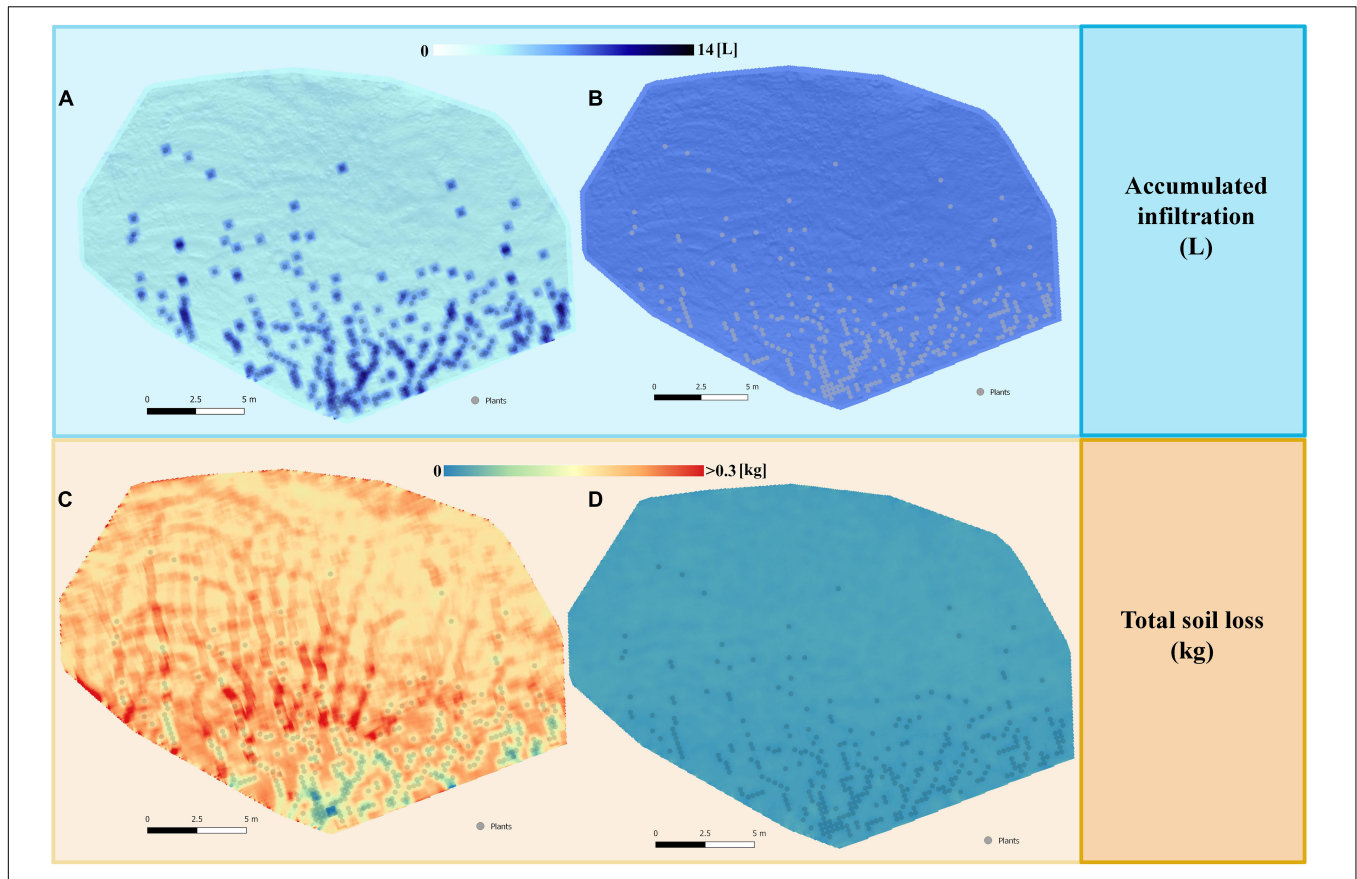 0 14 [L]
A
B
0 2.5 5 m
Plants
0 2.5 5 m
Plants
Accumulated
infiltration
(L)
0 >0.3 [kg]
C
D
0 2.5 5 m
Plants
0 2.5 5 m
Plants
Total soil loss
(kg)